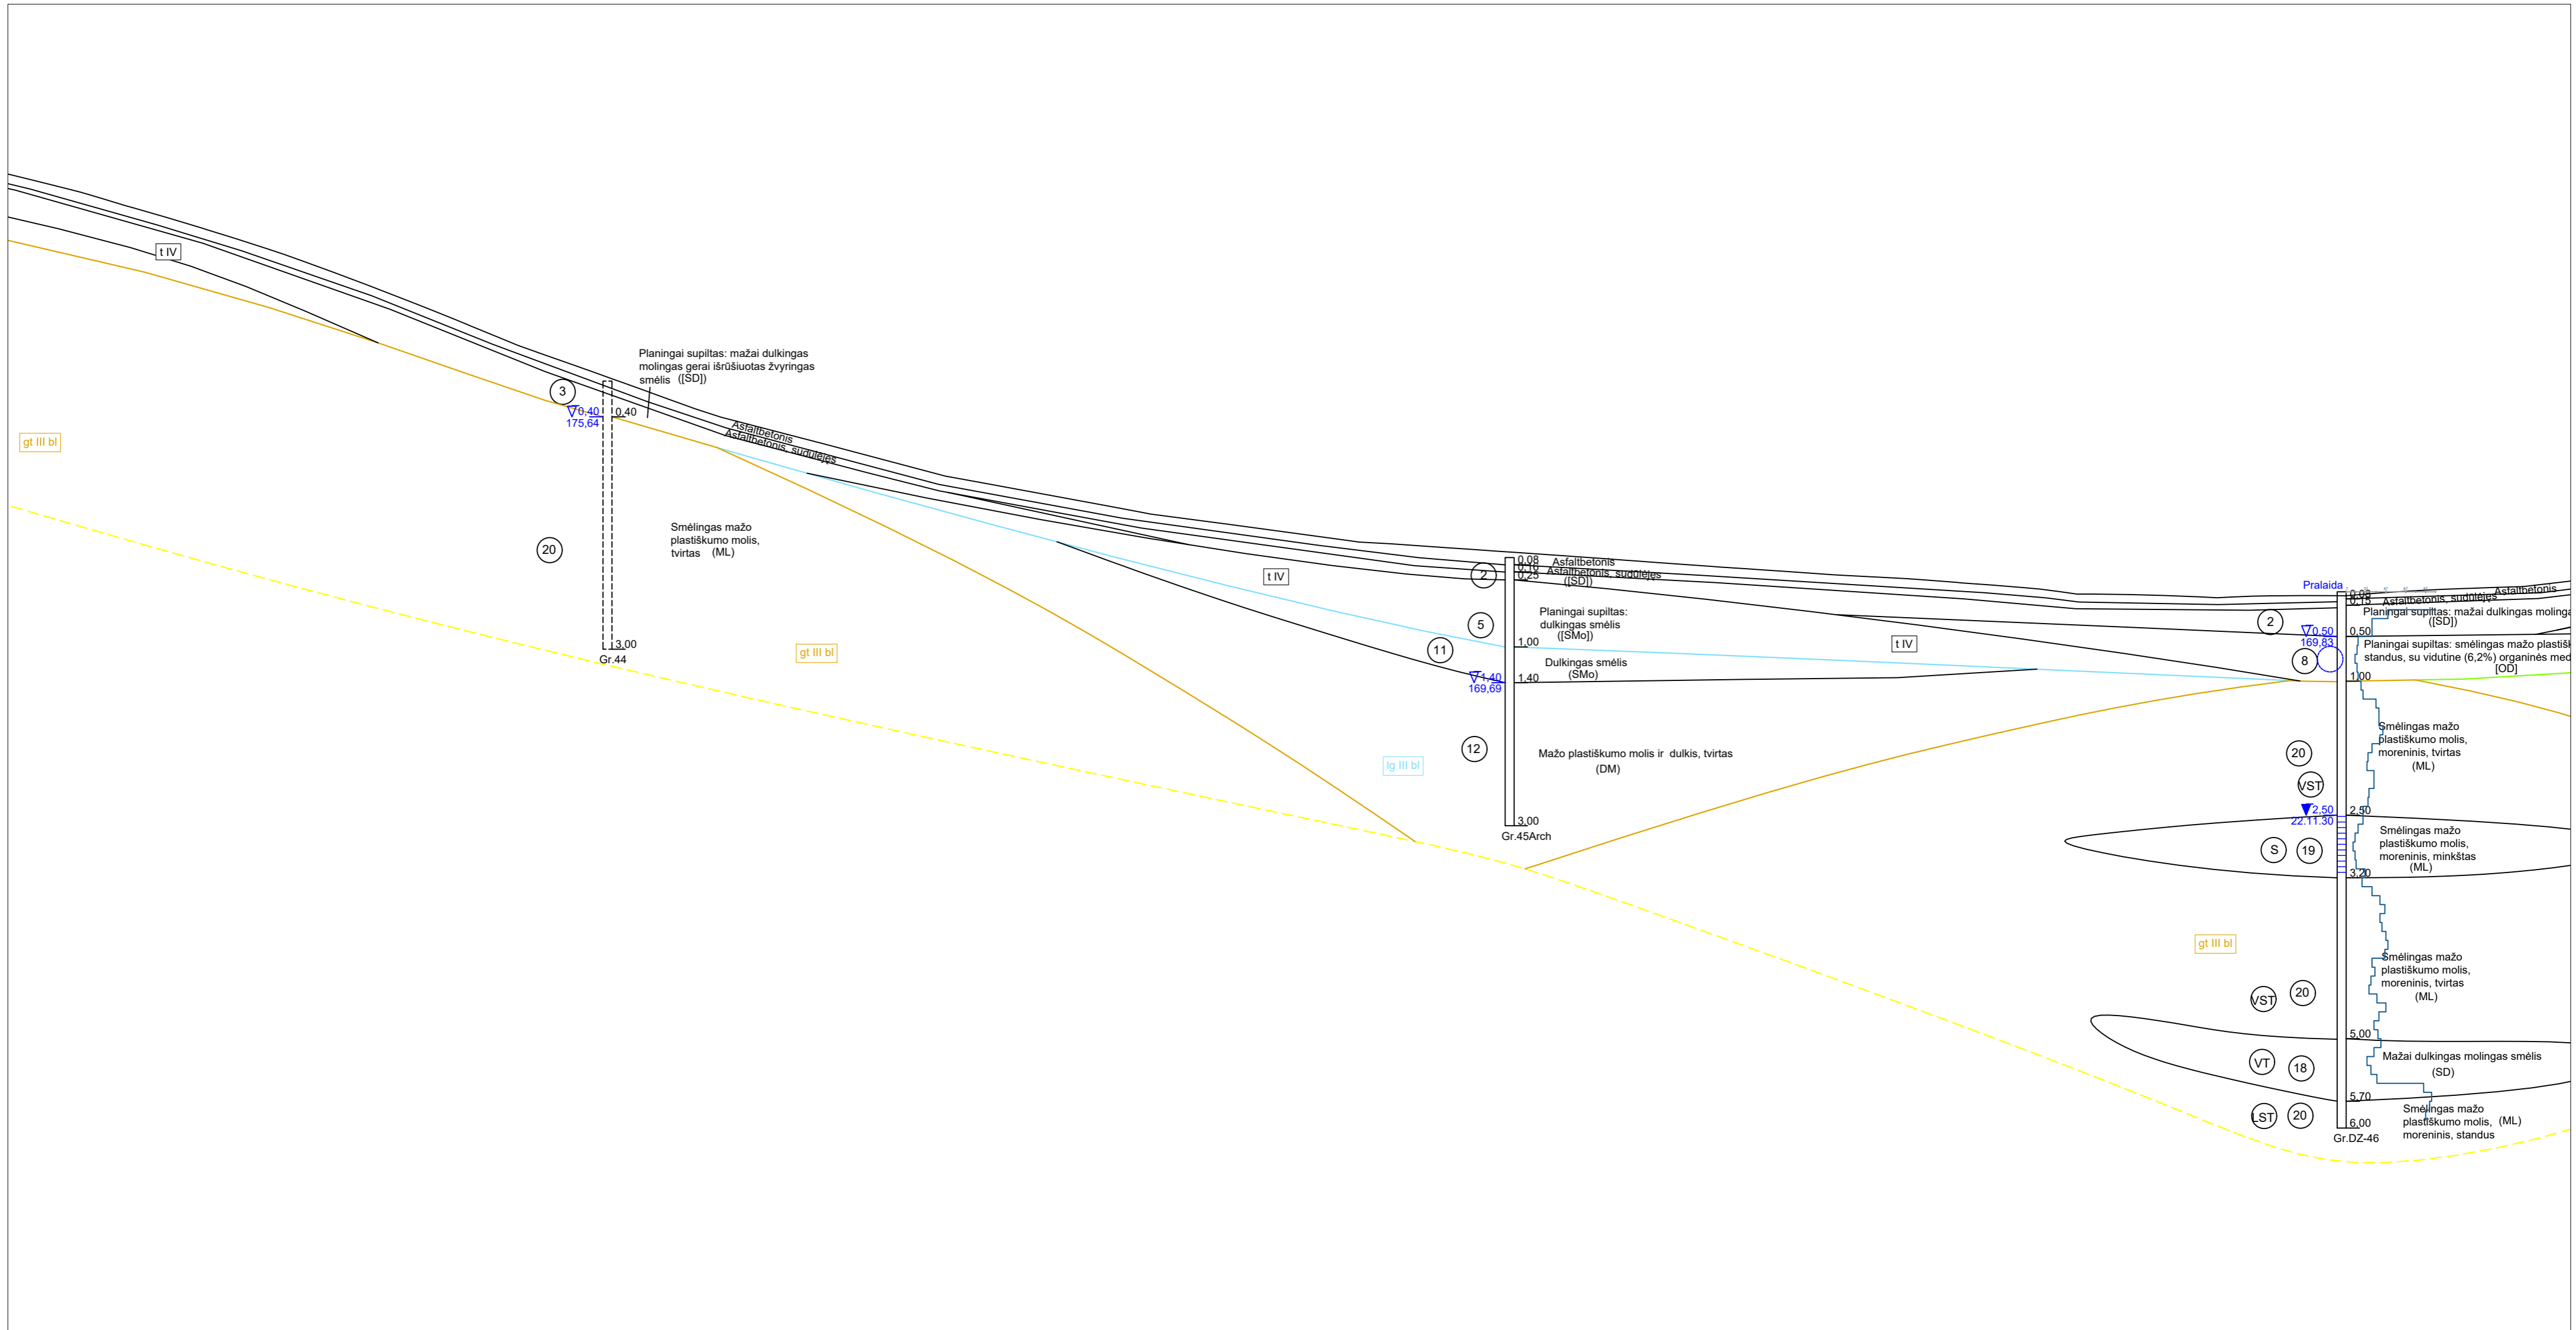 t IV
gt III bl
Planingai supiltas: mažai dulkingas
molingas gerai išrūšiuotas žvyringas
smėlis ([SD])
3
0,40
175,64
0,40
Asfaltbetonis
Asfaltbetonis, sudūlėjęs
20
Smėlingas mažo
plastiškumo molis,
tvirtas (ML)
3,00
Gr.44
gt III bl
t IV
2
0,08
0,16
0,25
Asfaltbetonis
Asfaltbetonis, sudūlėjęs
([SD])
5
Planingai supiltas:
dulkingas smėlis
([SMo])
1,00
11
Dulkingas smėlis
(SMo)
1,40
169,69
1,40
12
Mažo plastiškumo molis ir dulkis, tvirtas
(DM)
lg III bl
3,00
Gr.45Arch
t IV
Pralaida
0,15
Asfaltbetonis
Asfaltbetonis, sudūlėjęs
Planingai supiltas: mažai dulkingas molinga
([SD])
2
0,50
169,83
0,50
Planingai supiltas: smėlingas mažo plastišk
standus, su vidutine (6,2%) organinės med
[OD]
8
1,00
Smėlingas mažo
plastiškumo molis,
moreninis, tvirtas
(ML)
20
VST
2,50
22.11.30
2,50
Smėlingas mažo
plastiškumo molis,
moreninis, minkštas
(ML)
S
19
3,20
gt III bl
Smėlingas mažo
plastiškumo molis,
moreninis, tvirtas
(ML)
VST
20
5,00
Mažai dulkingas molingas smėlis
(SD)
VT
18
5,70
Smėlingas mažo
plastiškumo molis, (ML)
moreninis, standus
LST
20
6,00
Gr.DZ-46